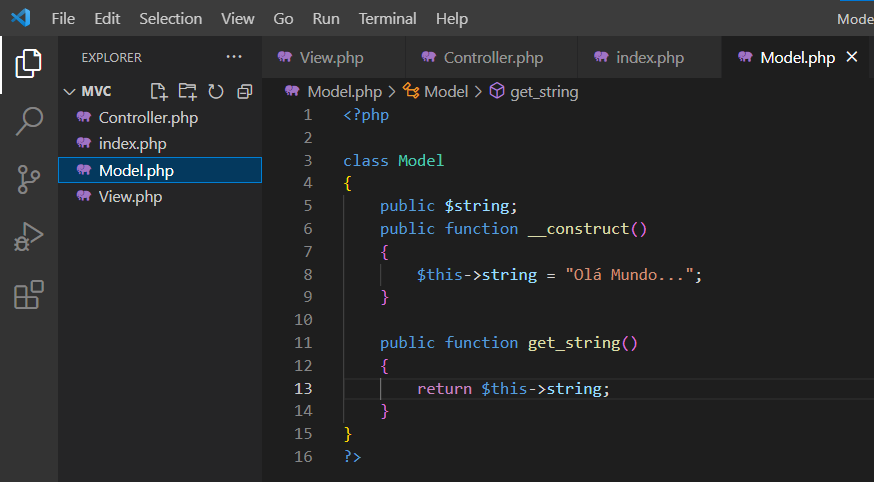 File Edit Selection View Go Run Terminal Help Mode
EXPLORER ···
View.php Controller.php index.php Model.php
MVC
Controller.php
index.php
Model.php
View.php
Model.php > Model > get_string
1 <?php
2
3 class Model
4 {
5 public $string;
6 public function __construct()
7 {
8 $this->string = "Olá Mundo...";
9 }
10
11 public function get_string()
12 {
13 return $this->string;
14 }
15 }
16 ?>